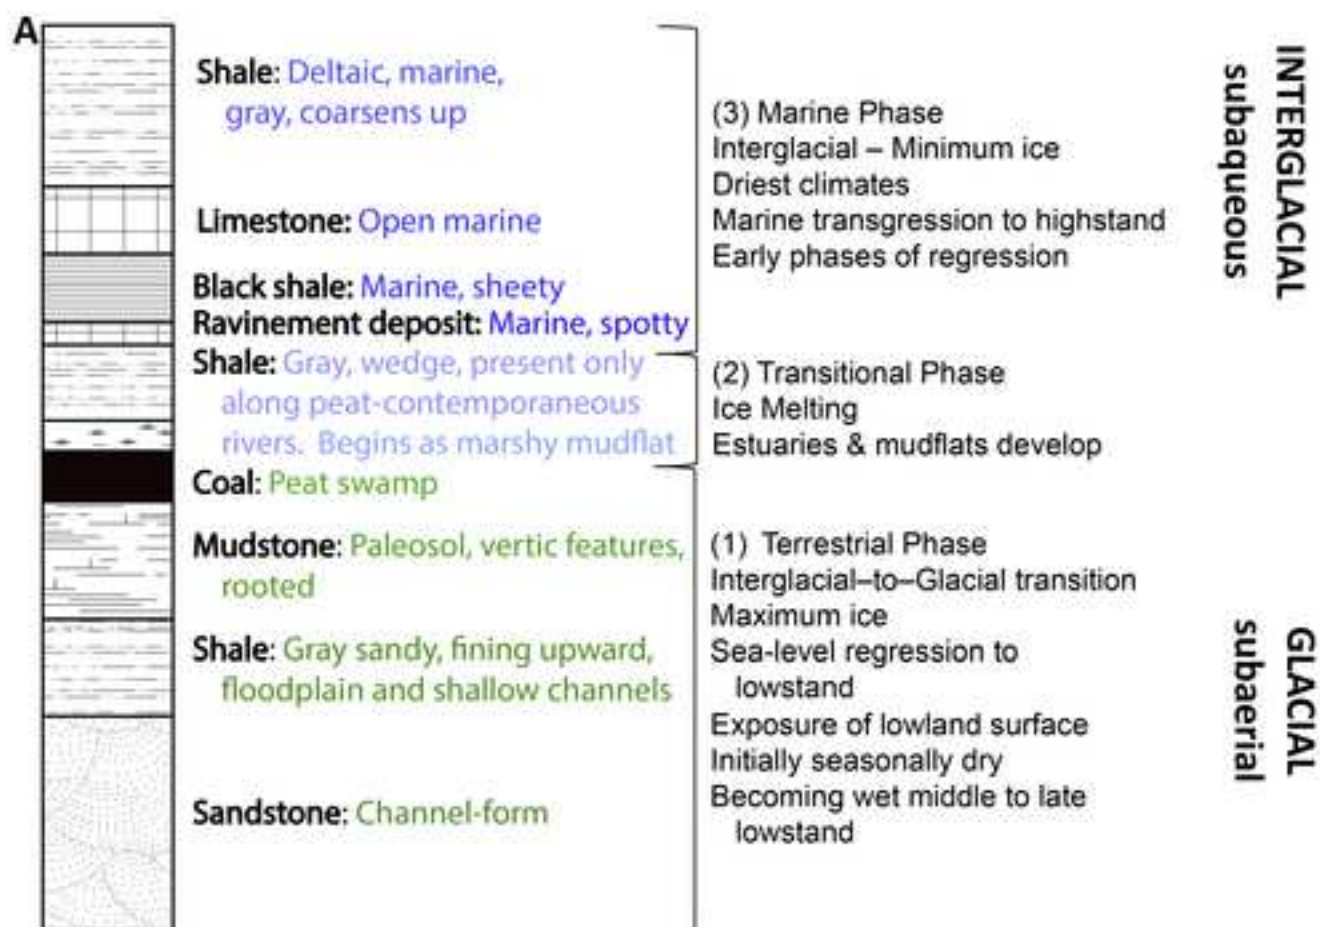 A
Shale: Deltaic, marine,
gray, coarsens up
Limestone: Open marine
Black shale: Marine, sheety
Ravinement deposit: Marine, spotty
Shale: Gray, wedge, present only
along peat-contemporaneous
rivers. Begins as marshy mudflat
Coal: Peat swamp
Mudstone: Paleosol, vertic features,
rooted
Shale: Gray sandy, fining upward,
floodplain and shallow channels
Sandstone: Channel-form
(3) Marine Phase
Interglacial – Minimum ice
Driest climates
Marine transgression to highstand
Early phases of regression
(2) Transitional Phase
Ice Melting
Estuaries & mudflats develop
(1) Terrestrial Phase
Interglacial–to–Glacial transition
Maximum ice
Sea-level regression to
lowstand
Exposure of lowland surface
Initially seasonally dry
Becoming wet middle to late
lowstand
INTERGLACIAL
subaqueous
GLACIAL
subaerial